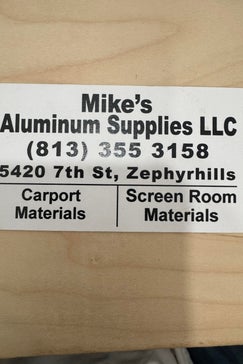 Mike's
Aluminum Supplies LLC
(813) 355 3158
5420 7th St, Zephyrhills
Carport
Materials
Screen Room
Materials